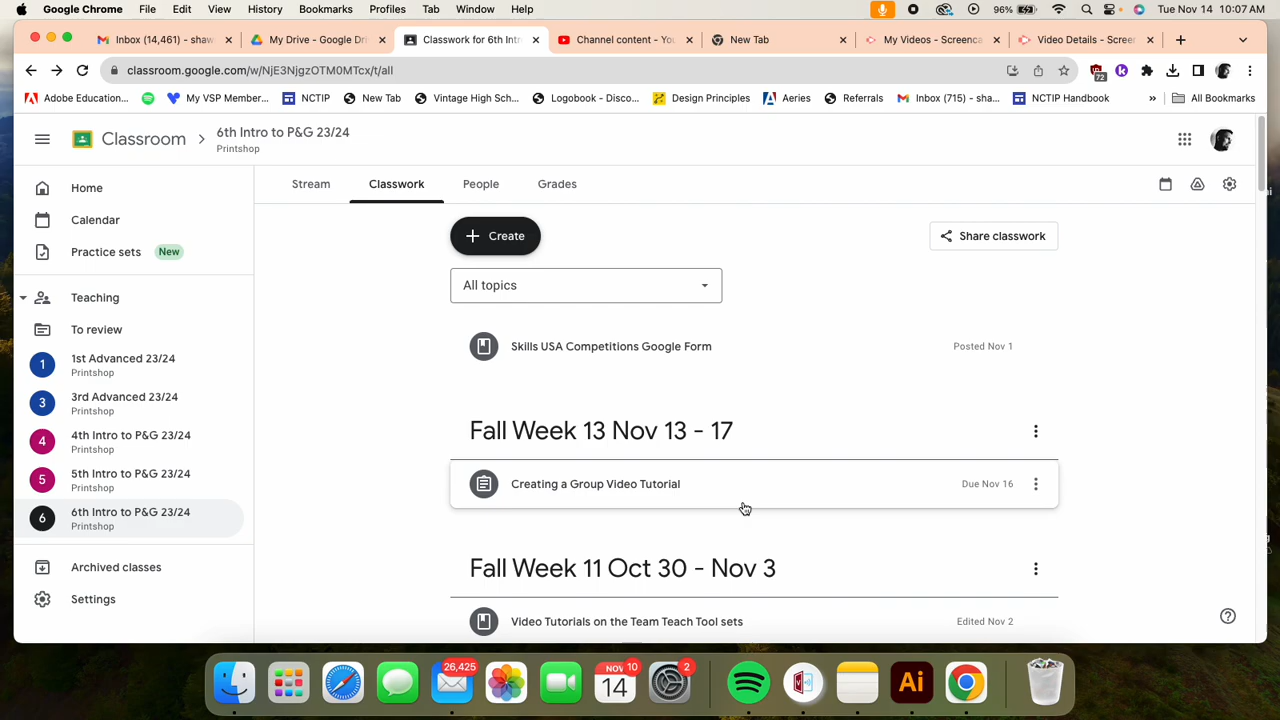 Google Chrome File Edit View History Bookmarks Profiles Tab Window Help 96% Tue Nov 14 10:07 AM
Inbox (14,461) - shaw My Drive - Google Dri Classwork for 6th Intr Channel content - You New Tab My Videos - Screenca Video Details - Screen
classroom.google.com/w/NjE3NjgzOTM0MTcx/t/all 72
Adobe Education... My VSP Member... NCTIP New Tab Vintage High Sch... Logobook - Disco... Design Principles Aeries Referrals Inbox (715) - sha... NCTIP Handbook » All Bookmarks
Classroom
6th Intro to P&G 23/24
Printshop
Stream Classwork People Grades
Home
Calendar
Practice sets New
Teaching
To review
1 1st Advanced 23/24
Printshop
3 3rd Advanced 23/24
Printshop
4 4th Intro to P&G 23/24
Printshop
5 5th Intro to P&G 23/24
Printshop
6 6th Intro to P&G 23/24
Printshop
Archived classes
Settings
+ Create Share classwork
All topics
Skills USA Competitions Google Form Posted Nov 1
Fall Week 13 Nov 13 - 17
Creating a Group Video Tutorial Due Nov 16
Fall Week 11 Oct 30 - Nov 3
Video Tutorials on the Team Teach Tool sets Edited Nov 2
26,425 NOV 14 10 2 Ai